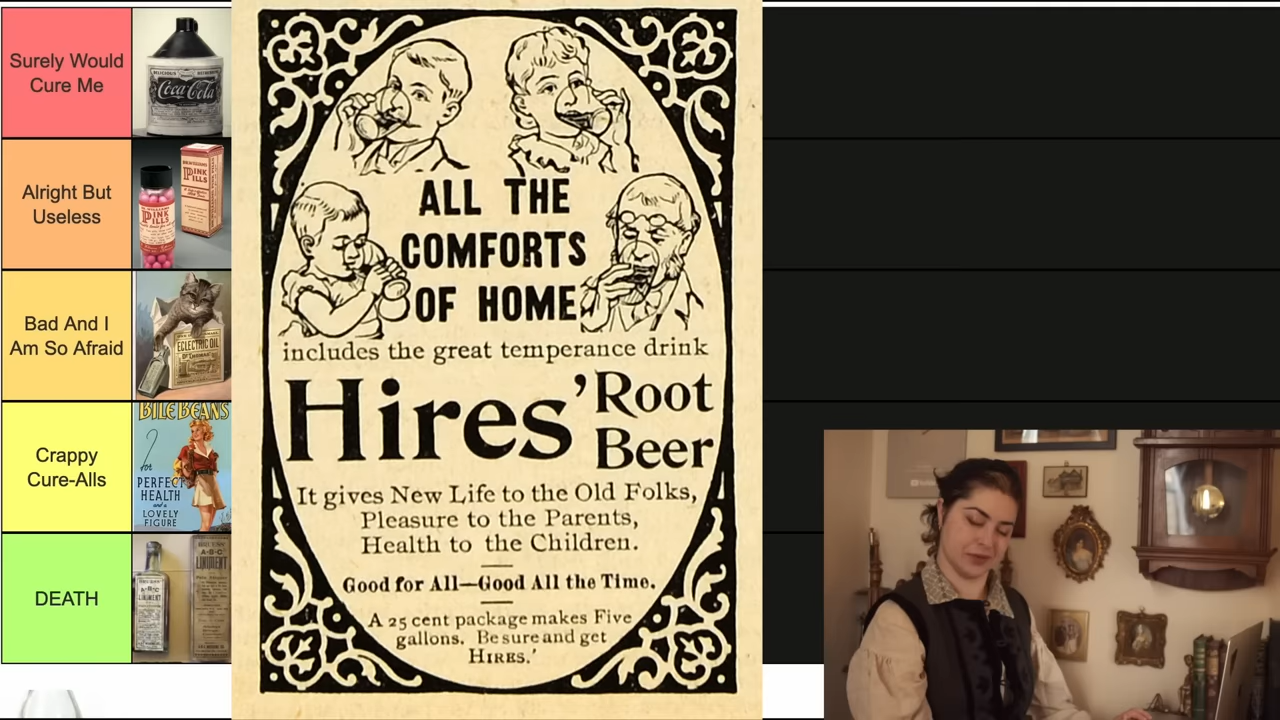 Surely Would
Cure Me
DELICIOUS
Coca-Cola
Alright But
Useless
PINK
PILLS
PINK
PILLS
Bad And I
Am So Afraid
ECLECTRIC OIL
Crappy
Cure-Alls
BILE BEANS
for
PERFECT
HEALTH
and a
LOVELY
FIGURE
DEATH
A·B·C
LINIMENT
A·B·C
LINIMENT
ALL THE
COMFORTS
OF HOME
includes the great temperance drink
Hires' Root
Beer
It gives New Life to the Old Folks,
Pleasure to the Parents,
Health to the Children.
Good for All—Good All the Time.
A 25 cent package makes Five
gallons. Be sure and get
HIRES.'